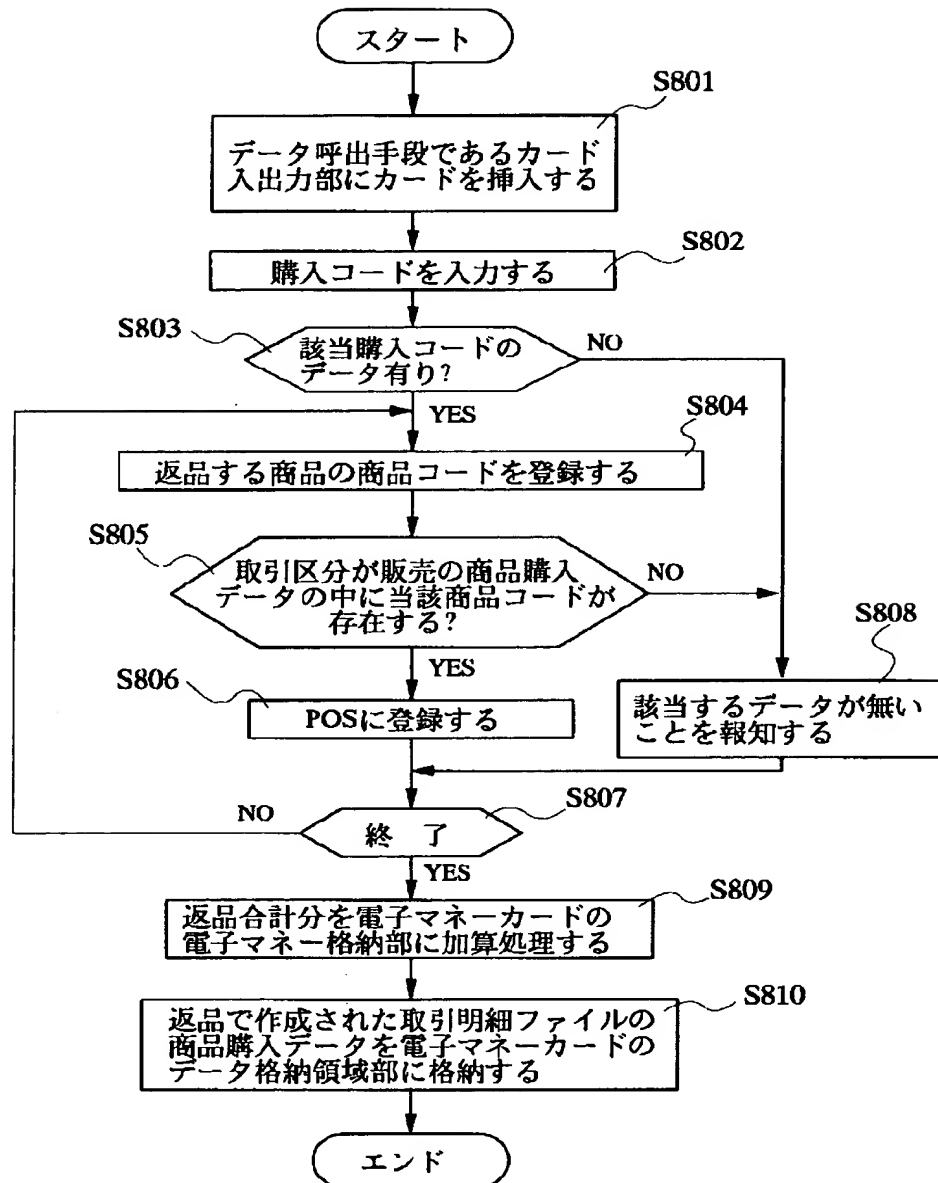 スタート
S801
データ呼出手段であるカード
入出力部にカードを挿入する
S802
購入コードを入力する
S803
該当購入コードの
データ有り?
NO
YES
S804
返品する商品の商品コードを登録する
S805
取引区分が販売の商品購入
データの中に当該商品コードが
存在する?
NO
YES
S808
該当するデータが無い
ことを報知する
S806
POSに登録する
S807
終 了
NO
YES
S809
返品合計分を電子マネーカードの
電子マネー格納部に加算処理する
S810
返品で作成された取引明細ファイルの
商品購入データを電子マネーカードの
データ格納領域部に格納する
エンド